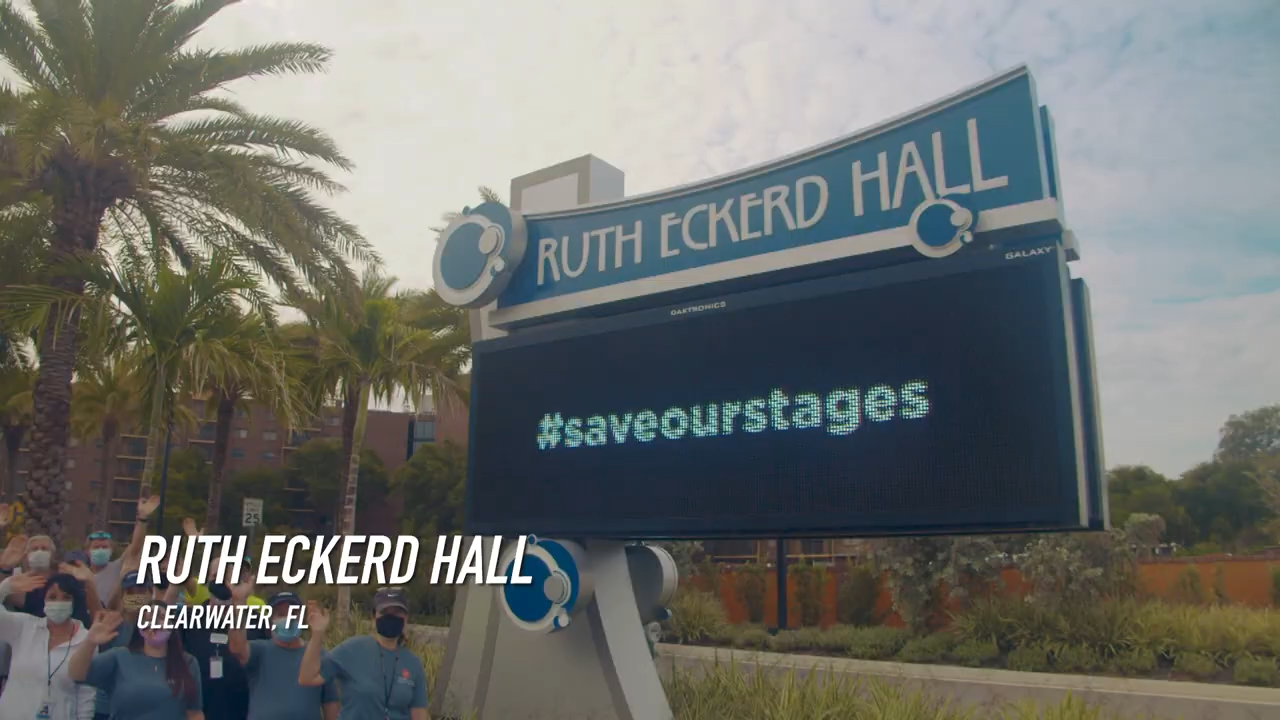 RUTH ECKERD HALL
GALAXY
DAKTRONICS
#saveourstages
25
RUTH ECKERD HALL
CLEARWATER, FL